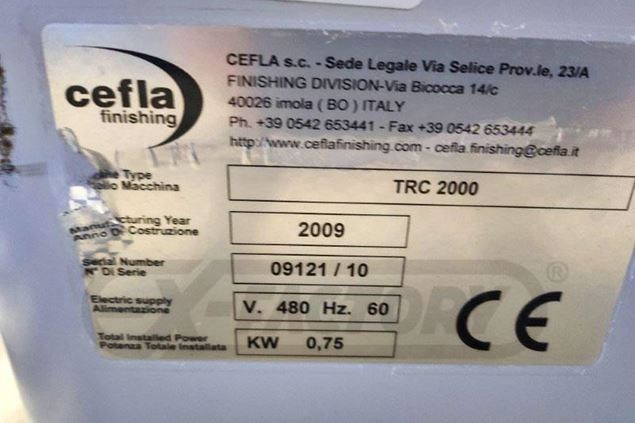 cefla
finishing
CEFLA s.c. - Sede Legale Via Selice Prov.le, 23/A
FINISHING DIVISION-Via Bicocca 14/c
40026 imola ( BO ) ITALY
Ph. +39 0542 653441 - Fax +39 0542 653444
http://www.ceflafinishing.com - cefla.finishing@cefla.it
Type
Macchina
TRC 2000
Year
Anno Di Costruzione
2009
Serial Number
N° Di Serie
09121 / 10
Electric supply
Alimentazione
V. 480 Hz. 60
Total Installed Power
Potenza Totale Installata
KW 0,75
CE
X-FACTORY ®